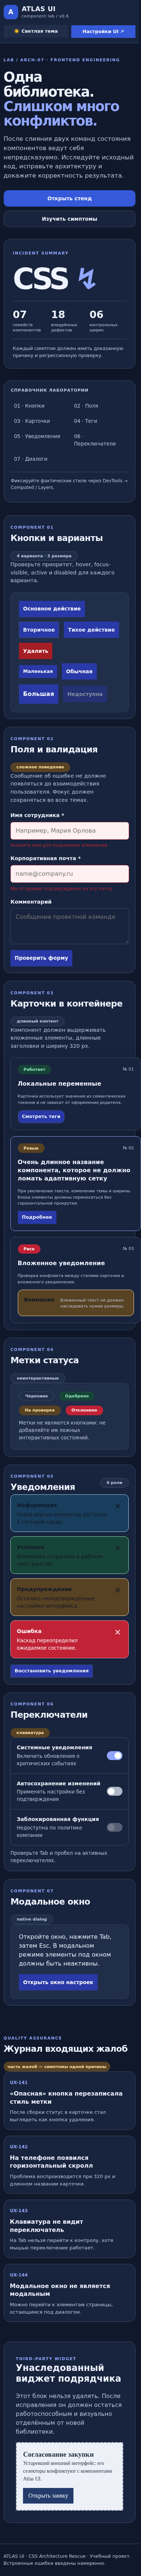 A
ATLAS UI
component lab / v0.8
☀ Светлая тема
Настройки UI ↗
LAB / ARCH-07 · FRONTEND ENGINEERING
Одна
библиотека.
Слишком много
конфликтов.
После слияния двух команд состояния
компонентов ведут себя
непредсказуемо. Исследуйте исходный
код, исправьте архитектуру и
докажите корректность результата.
Открыть стенд
Изучить симптомы
INCIDENT SUMMARY
CSS
07
семейств
компонентов
18
внедрённых
дефектов
06
контрольных
ширин
Каждый симптом должен иметь доказанную
причину и регрессионную проверку.
СПРАВОЧНИК ЛАБОРАТОРИИ
01 · Кнопки
02 · Поля
03 · Карточки
04 · Теги
05 · Уведомления
06 ·
Переключатели
07 · Диалоги
Фиксируйте фактические стили через DevTools →
Computed / Layers.
COMPONENT 01
Кнопки и варианты
4 варианта · 3 размера
Проверьте приоритет, hover, focus-
visible, active и disabled для каждого
варианта.
Основное действие
Вторичное
Тихое действие
Удалить
Маленькая
Обычная
Большая
Недоступна
COMPONENT 02
Поля и валидация
сложное поведение
Сообщение об ошибке не должно
появляться до взаимодействия
пользователя. Фокус должен
сохраняться во всех темах.
Имя сотрудника *
Например, Мария Орлова
Укажите имя для сохранения изменений
Корпоративная почта *
name@company.ru
Мы отправим подтверждение на эту почту
Комментарий
Сообщение проектной команде
Проверить форму
COMPONENT 03
Карточки в контейнере
длинный контент
Компонент должен выдерживать
вложенные элементы, длинные
заголовки и ширину 320 px.
Работает
№ 01
Локальные переменные
Карточка использует значения из семантических
токенов и не зависит от оформления родителя.
Смотреть теги
Ревью
№ 02
Очень длинное название
компонента, которое не должно
ломать адаптивную сетку
При увеличении текста, изменении темы и ширины
блока элементы должны переноситься без
горизонтальной прокрутки.
Подробнее
Риск
№ 03
Вложенное уведомление
Проверка конфликта между стилями карточки и
вложенного уведомления.
Внимание
Вложенный текст не должен
наследовать чужие размеры.
COMPONENT 04
Метки статуса
неинтерактивные
Черновик
Одобрено
На проверке
Отклонено
Метки не являются кнопками: не
добавляйте им ложных
интерактивных состояний.
COMPONENT 05
Уведомления
4 роли
Информация
Новая версия элементов доступна
в тестовой среде.
Успешно
Изменения сохранены в рабочем
пространстве.
Предупреждение
Остались неподтверждённые
настройки интерфейса.
Ошибка
Каскад переопределил
ожидаемое состояние.
Восстановить уведомления
COMPONENT 06
Переключатели
клавиатура
Системные уведомления
Включить обновления о
критических событиях
Автосохранение изменений
Применять настройки без
подтверждения
Заблокированная функция
Недоступно по политике
компании
Проверьте Tab и пробел на активных
переключателях.
COMPONENT 07
Модальное окно
native dialog
Откройте окно, нажмите Tab,
затем Esc. В модальном
режиме элементы под окном
должны быть неактивны.
Открыть окно настроек
QUALITY ASSURANCE
Журнал входящих жалоб
часть жалоб — симптомы одной причины
UX-141
«Опасная» кнопка перезаписала
стиль метки
После сборки статус в карточке стал
выглядеть как кнопка удаления.
UX-142
На телефоне появился
горизонтальный скролл
Проблема воспроизводится при 320 px и
длинном названии карточки.
UX-143
Клавиатура не видит
переключатель
По Tab нельзя перейти к контролу, хотя
мышью переключение работает.
UX-144
Модальное окно не является
модальным
Можно перейти к элементам страницы,
остающимся под диалогом.
THIRD-PARTY WIDGET
Унаследованный
виджет подрядчика
Этот блок нельзя удалять. После
исправления он должен остаться
работоспособным и визуально
отделённым от новой
библиотеки.
Согласование закупки
Устаревший внешний интерфейс: его
селекторы конфликтуют с компонентами
Atlas UI.
Открыть заявку
ATLAS UI · CSS Architecture Rescue · Учебный проект.
Встроенные ошибки введены намеренно.